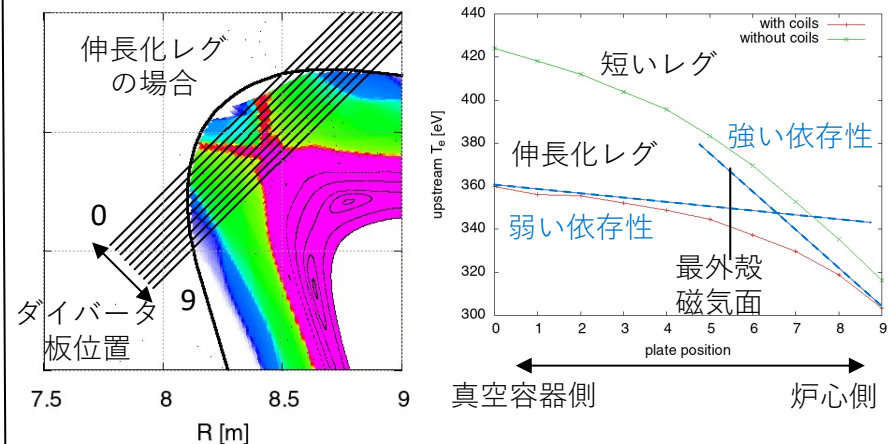 伸長化レグ
の場合
0
9
ダイバータ
板位置
7.5
8
8.5
9
R [m]
440
420
400
380
360
340
320
300
upstream Te [eV]
with coils
without coils
短いレグ
強い依存性
伸長化レグ
弱い依存性
最外殻
磁気面
0 1 2 3 4 5 6 7 8 9
plate position
真空容器側
炉心側